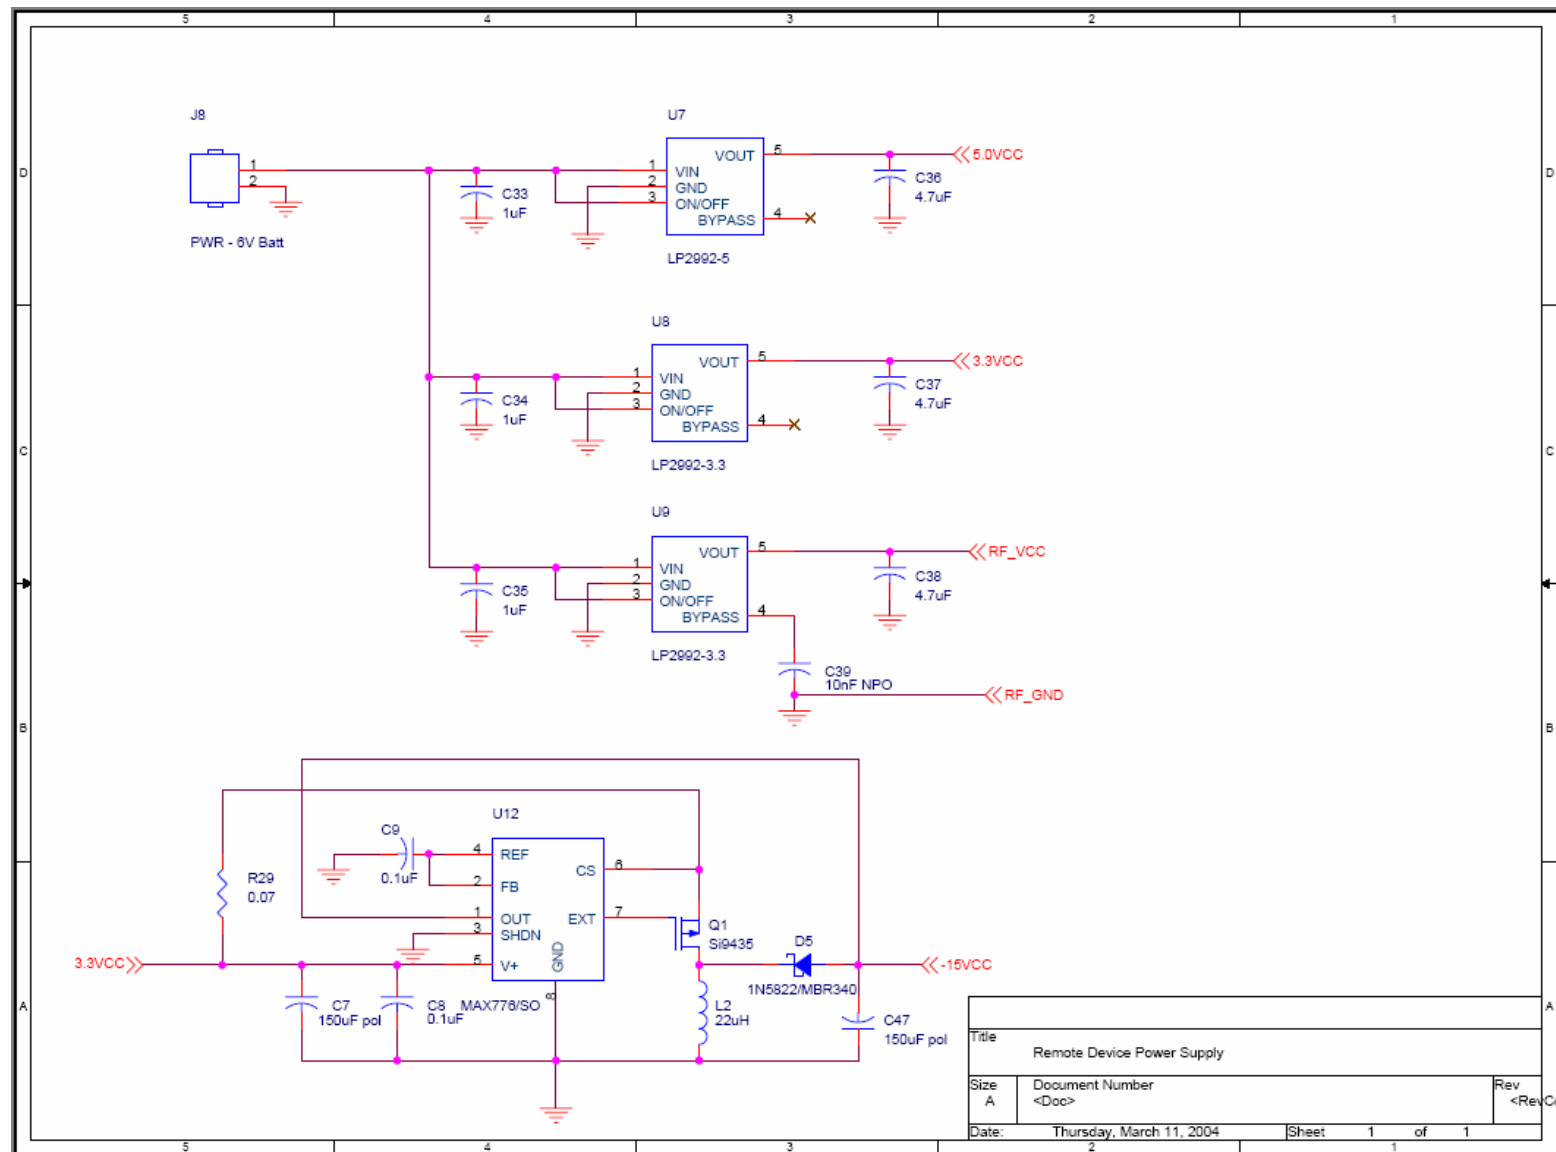 5 4 3 2 1
D
D
C
C
B
B
A
A
J8
1
2
PWR - 6V Batt
C33
1uF
U7
1 VIN
2 GND
3 ON/OFF
VOUT 5
BYPASS 4
LP2992-5
5.0VCC
C36
4.7uF
C34
1uF
U8
1 VIN
2 GND
3 ON/OFF
VOUT 5
BYPASS 4
LP2992-3.3
3.3VCC
C37
4.7uF
C35
1uF
U9
1 VIN
2 GND
3 ON/OFF
VOUT 5
BYPASS 4
LP2992-3.3
RF_VCC
C38
4.7uF
C39
10nF NPO
RF_GND
U12
C9
0.1uF
4 REF
2 FB
1 OUT
3 SHDN
5 V+
CS 6
EXT 7
GND
8
MAX776/SO
R29
0.07
3.3VCC
C7
150uF pol
C8
0.1uF
Q1
Si9435
D5
1N5822/MBR340
-15VCC
L2
22uH
C47
150uF pol
Title
Remote Device Power Supply
Size
A
Document Number
<Doc>
Rev
<RevCo
Date: Thursday, March 11, 2004 Sheet 1 of 1
5 4 3 2 1